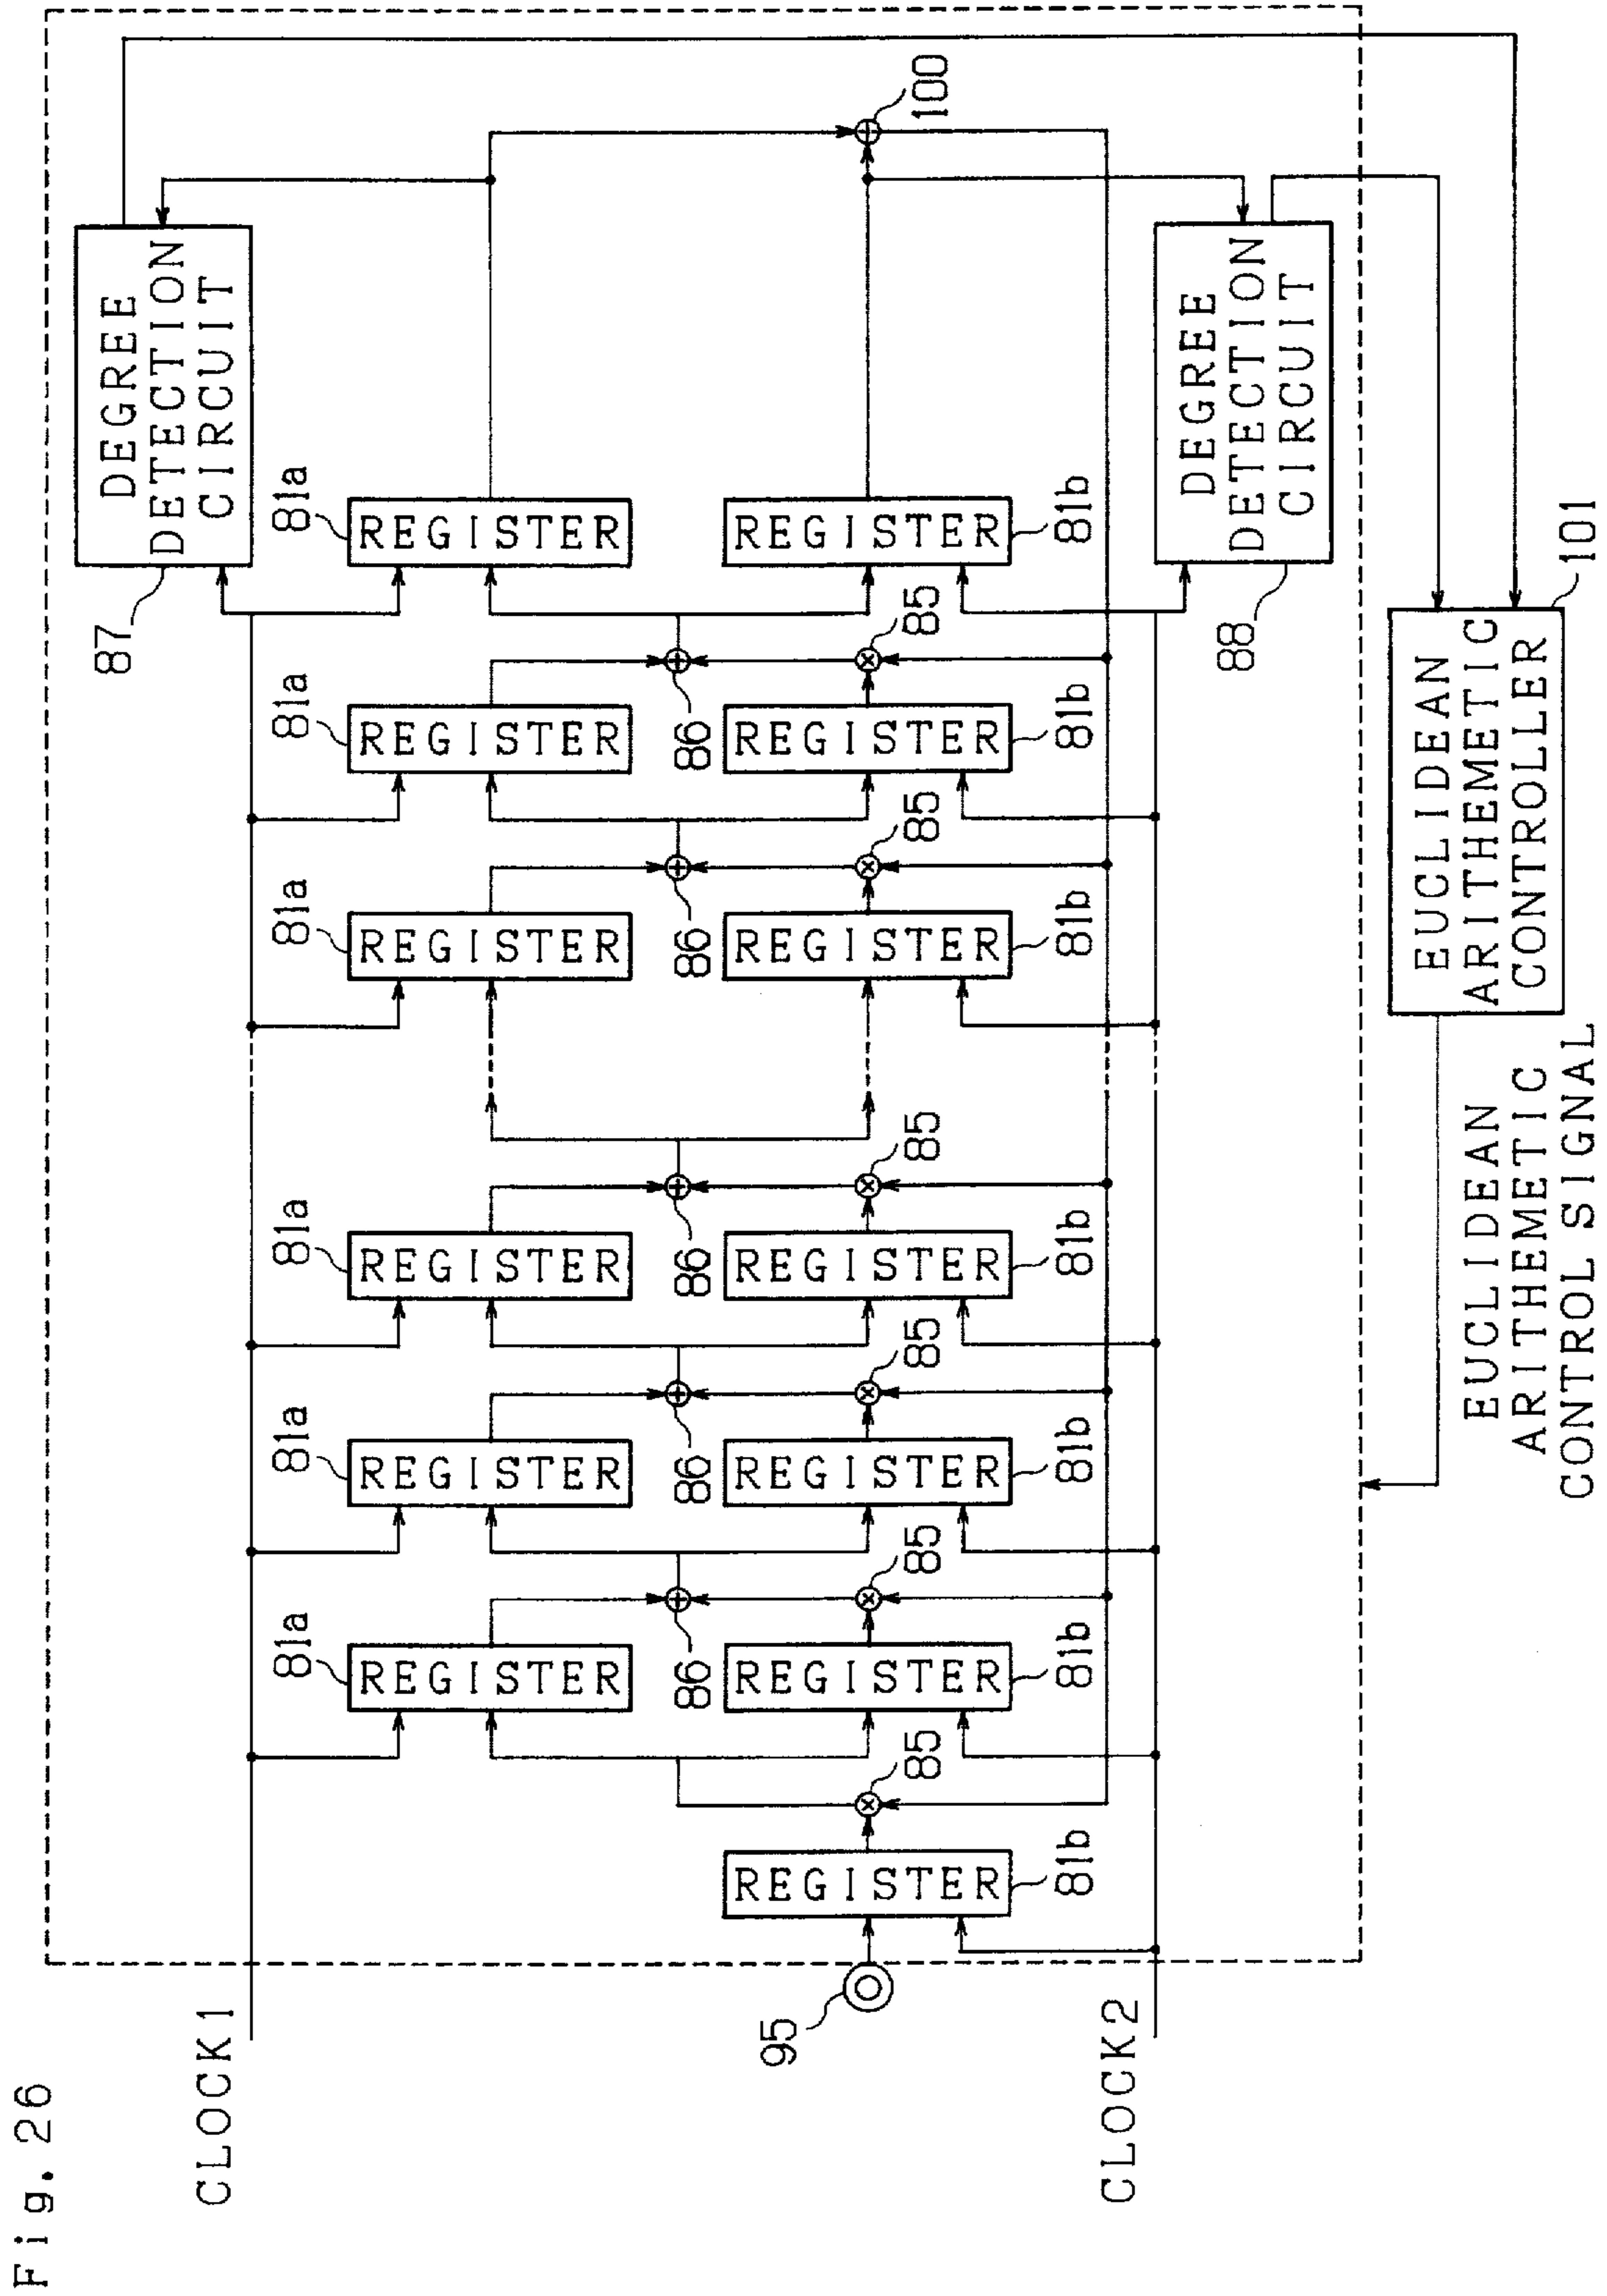 Fig. 26
87
DEGREE
DETECTION
CIRCUIT
CLOCK1
81a
81a
81a
81a
81a
81a
REGISTER
REGISTER
REGISTER
REGISTER
REGISTER
REGISTER
86
86
86
86
86
95
REGISTER
REGISTER
REGISTER
REGISTER
REGISTER
REGISTER
REGISTER
85
85
85
85
85
85
100
81b
81b
81b
81b
81b
81b
81b
CLOCK2
88
DEGREE
DETECTION
CIRCUIT
EUCLIDEAN
ARITHEMETIC
CONTROLLER
101
EUCLIDEAN
ARITHEMETIC
CONTROL SIGNAL